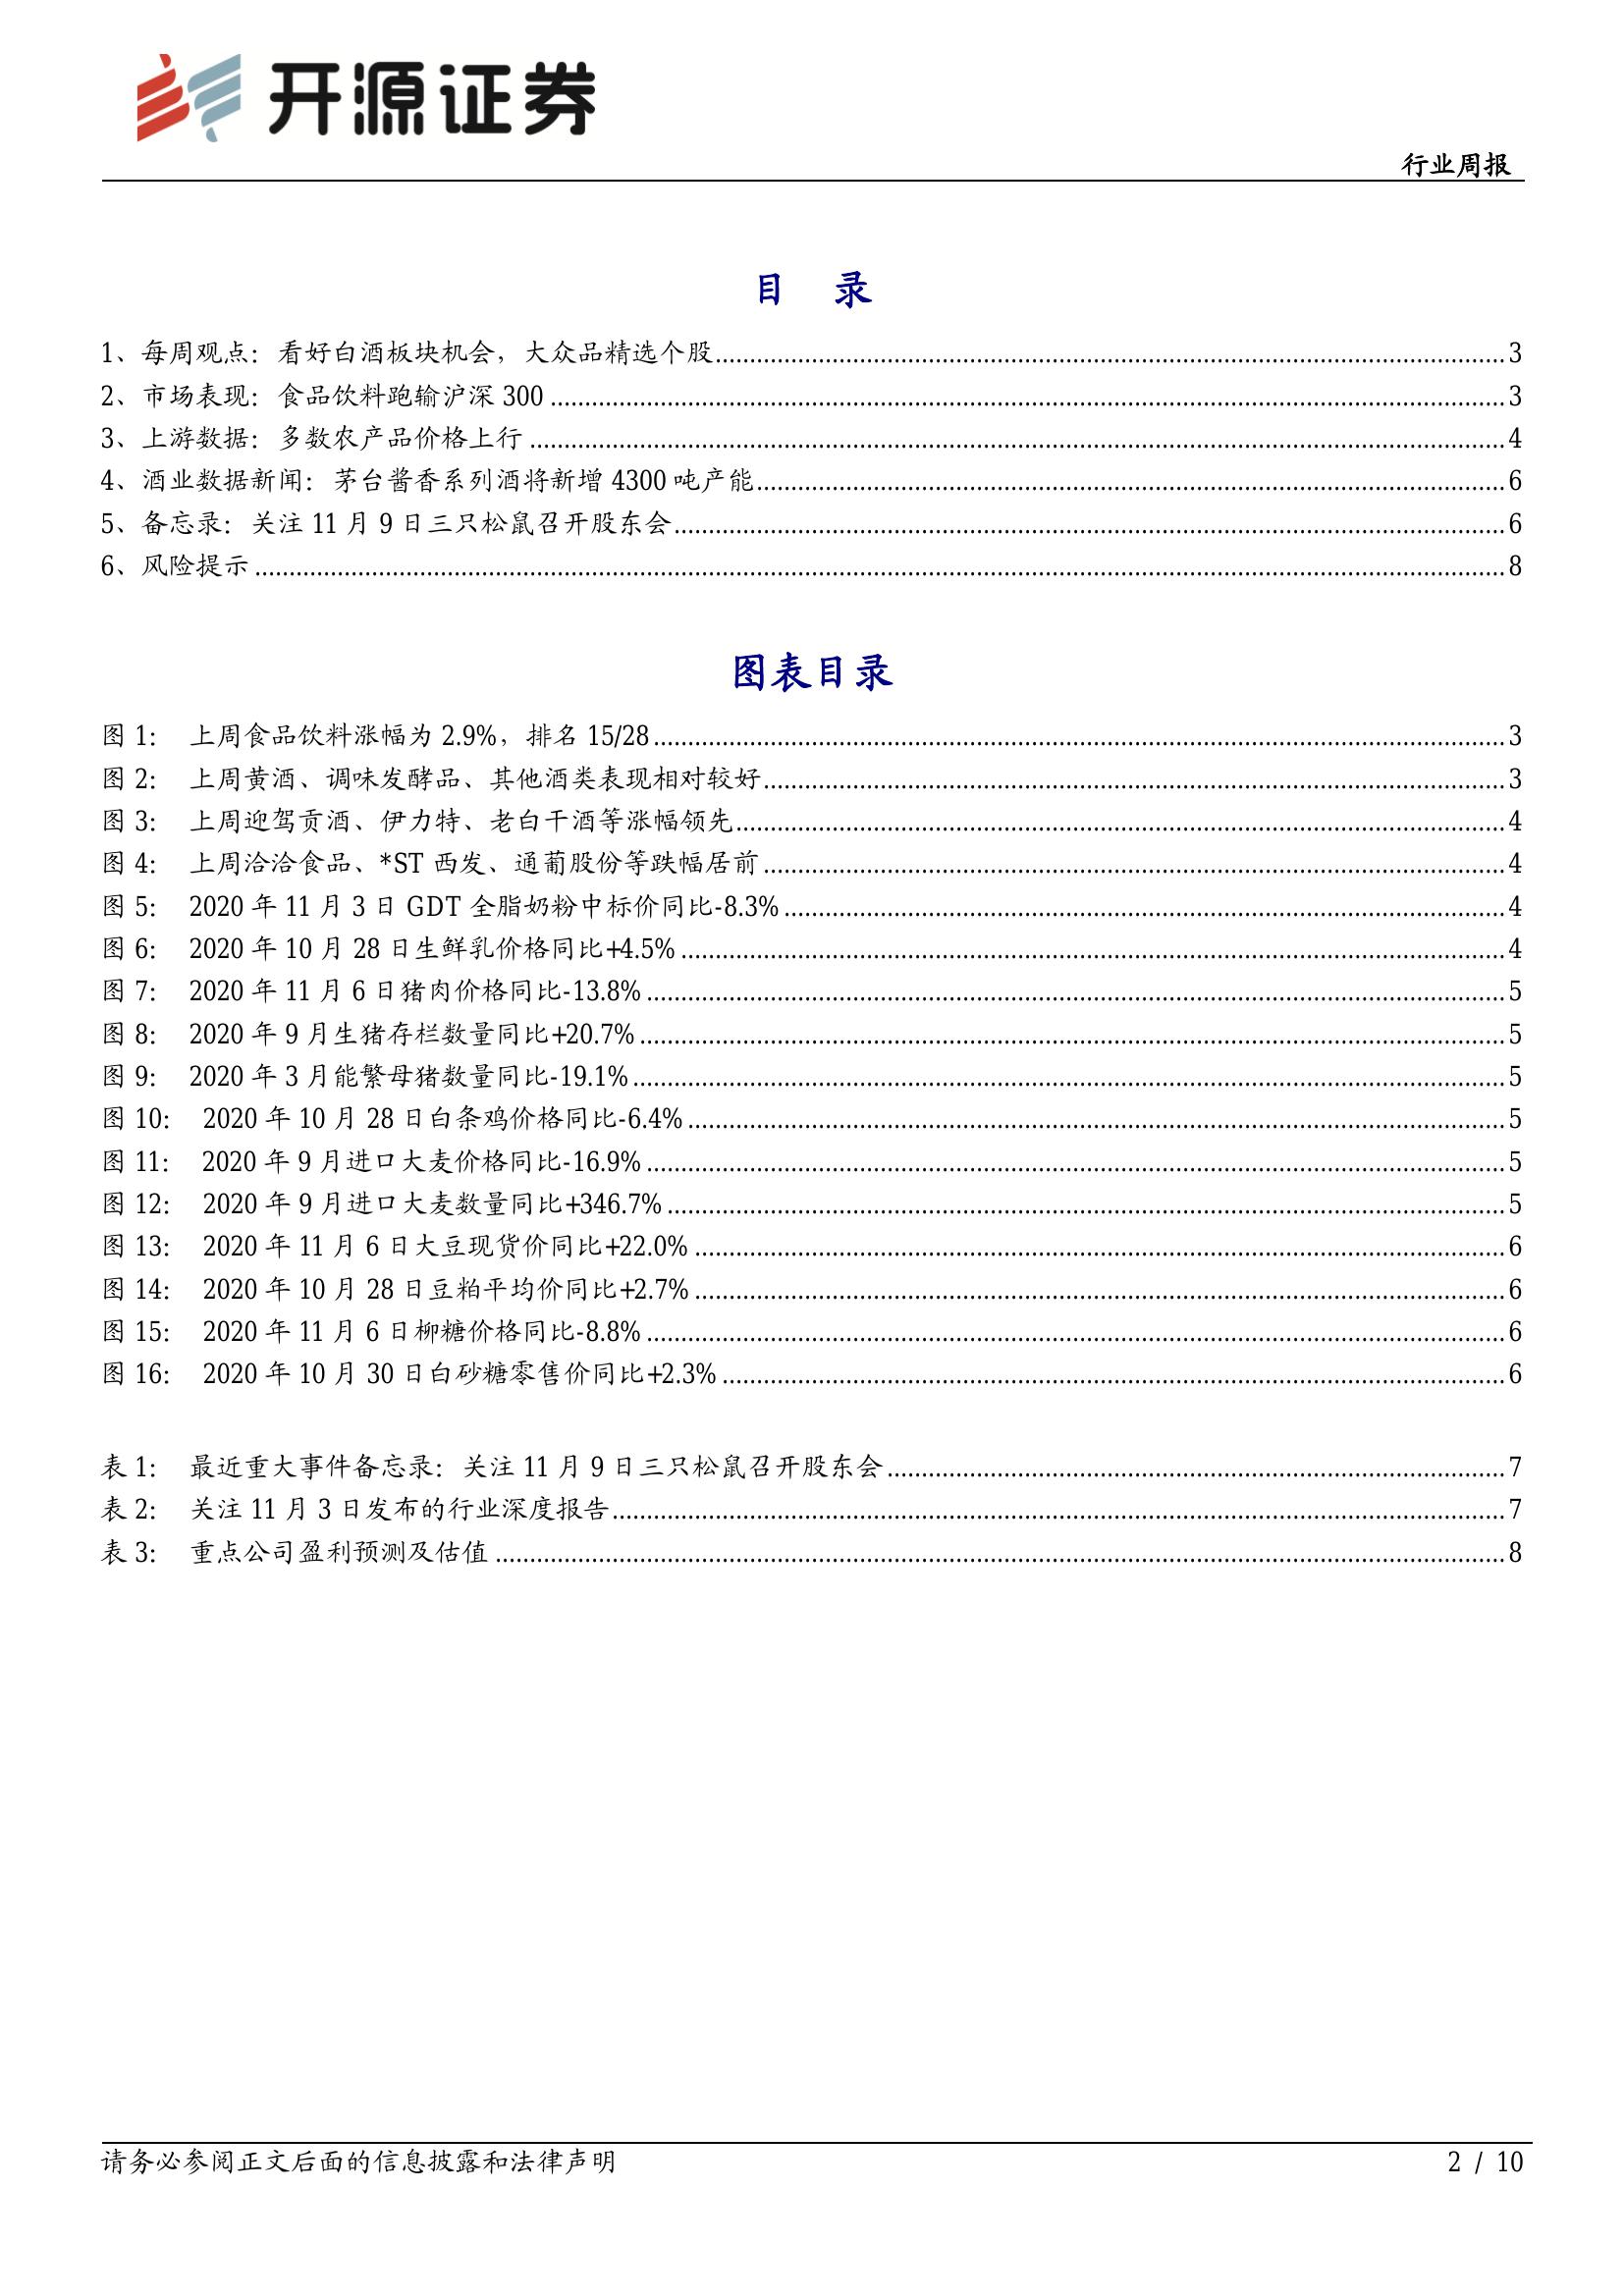 开源证券
行业周报
目 录
1、每周观点：看好白酒板块机会，大众品精选个股 3
2、市场表现：食品饮料跑输沪深 300 3
3、上游数据：多数农产品价格上行 4
4、酒业数据新闻：茅台酱香系列酒将新增 4300 吨产能 6
5、备忘录：关注 11 月 9 日三只松鼠召开股东会 6
6、风险提示 8
图表目录
图 1： 上周食品饮料涨幅为 2.9%，排名 15/28 3
图 2： 上周黄酒、调味发酵品、其他酒类表现相对较好 3
图 3： 上周迎驾贡酒、伊力特、老白干酒等涨幅领先 4
图 4： 上周洽洽食品、*ST 西发、通葡股份等跌幅居前 4
图 5： 2020 年 11 月 3 日 GDT 全脂奶粉中标价同比-8.3% 4
图 6： 2020 年 10 月 28 日生鲜乳价格同比+4.5% 4
图 7： 2020 年 11 月 6 日猪肉价格同比-13.8% 5
图 8： 2020 年 9 月生猪存栏数量同比+20.7% 5
图 9： 2020 年 3 月能繁母猪数量同比-19.1% 5
图 10： 2020 年 10 月 28 日白条鸡价格同比-6.4% 5
图 11： 2020 年 9 月进口大麦价格同比-16.9% 5
图 12： 2020 年 9 月进口大麦数量同比+346.7% 5
图 13： 2020 年 11 月 6 日大豆现货价同比+22.0% 6
图 14： 2020 年 10 月 28 日豆粕平均价同比+2.7% 6
图 15： 2020 年 11 月 6 日柳糖价格同比-8.8% 6
图 16： 2020 年 10 月 30 日白砂糖零售价同比+2.3% 6
表 1： 最近重大事件备忘录：关注 11 月 9 日三只松鼠召开股东会 7
表 2： 关注 11 月 3 日发布的行业深度报告 7
表 3： 重点公司盈利预测及估值 8
请务必参阅正文后面的信息披露和法律声明 2 / 10